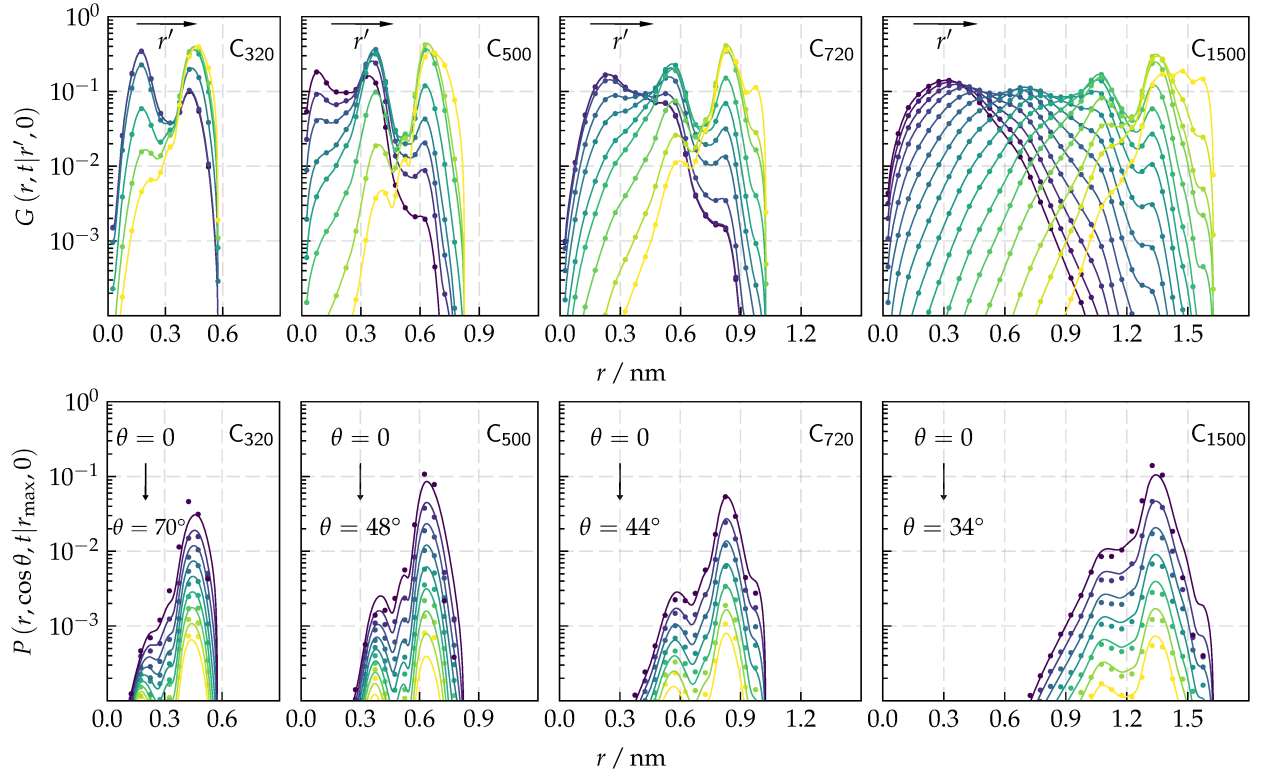 10⁰
10⁻¹
10⁻²
10⁻³
G (r, t|r′, 0)
r′
C₃₂₀
r′
C₅₀₀
r′
C₇₂₀
r′
C₁₅₀₀
0.0 0.3 0.6
0.0 0.3 0.6 0.9
0.0 0.3 0.6 0.9 1.2
0.0 0.3 0.6 0.9 1.2 1.5
r / nm
10⁰
10⁻¹
10⁻²
10⁻³
P (r, cos θ, t|rₘₐₓ, 0)
C₃₂₀
θ = 0
θ = 70°
C₅₀₀
θ = 0
θ = 48°
C₇₂₀
θ = 0
θ = 44°
C₁₅₀₀
θ = 0
θ = 34°
0.0 0.3 0.6
0.0 0.3 0.6 0.9
0.0 0.3 0.6 0.9 1.2
0.0 0.3 0.6 0.9 1.2 1.5
r / nm